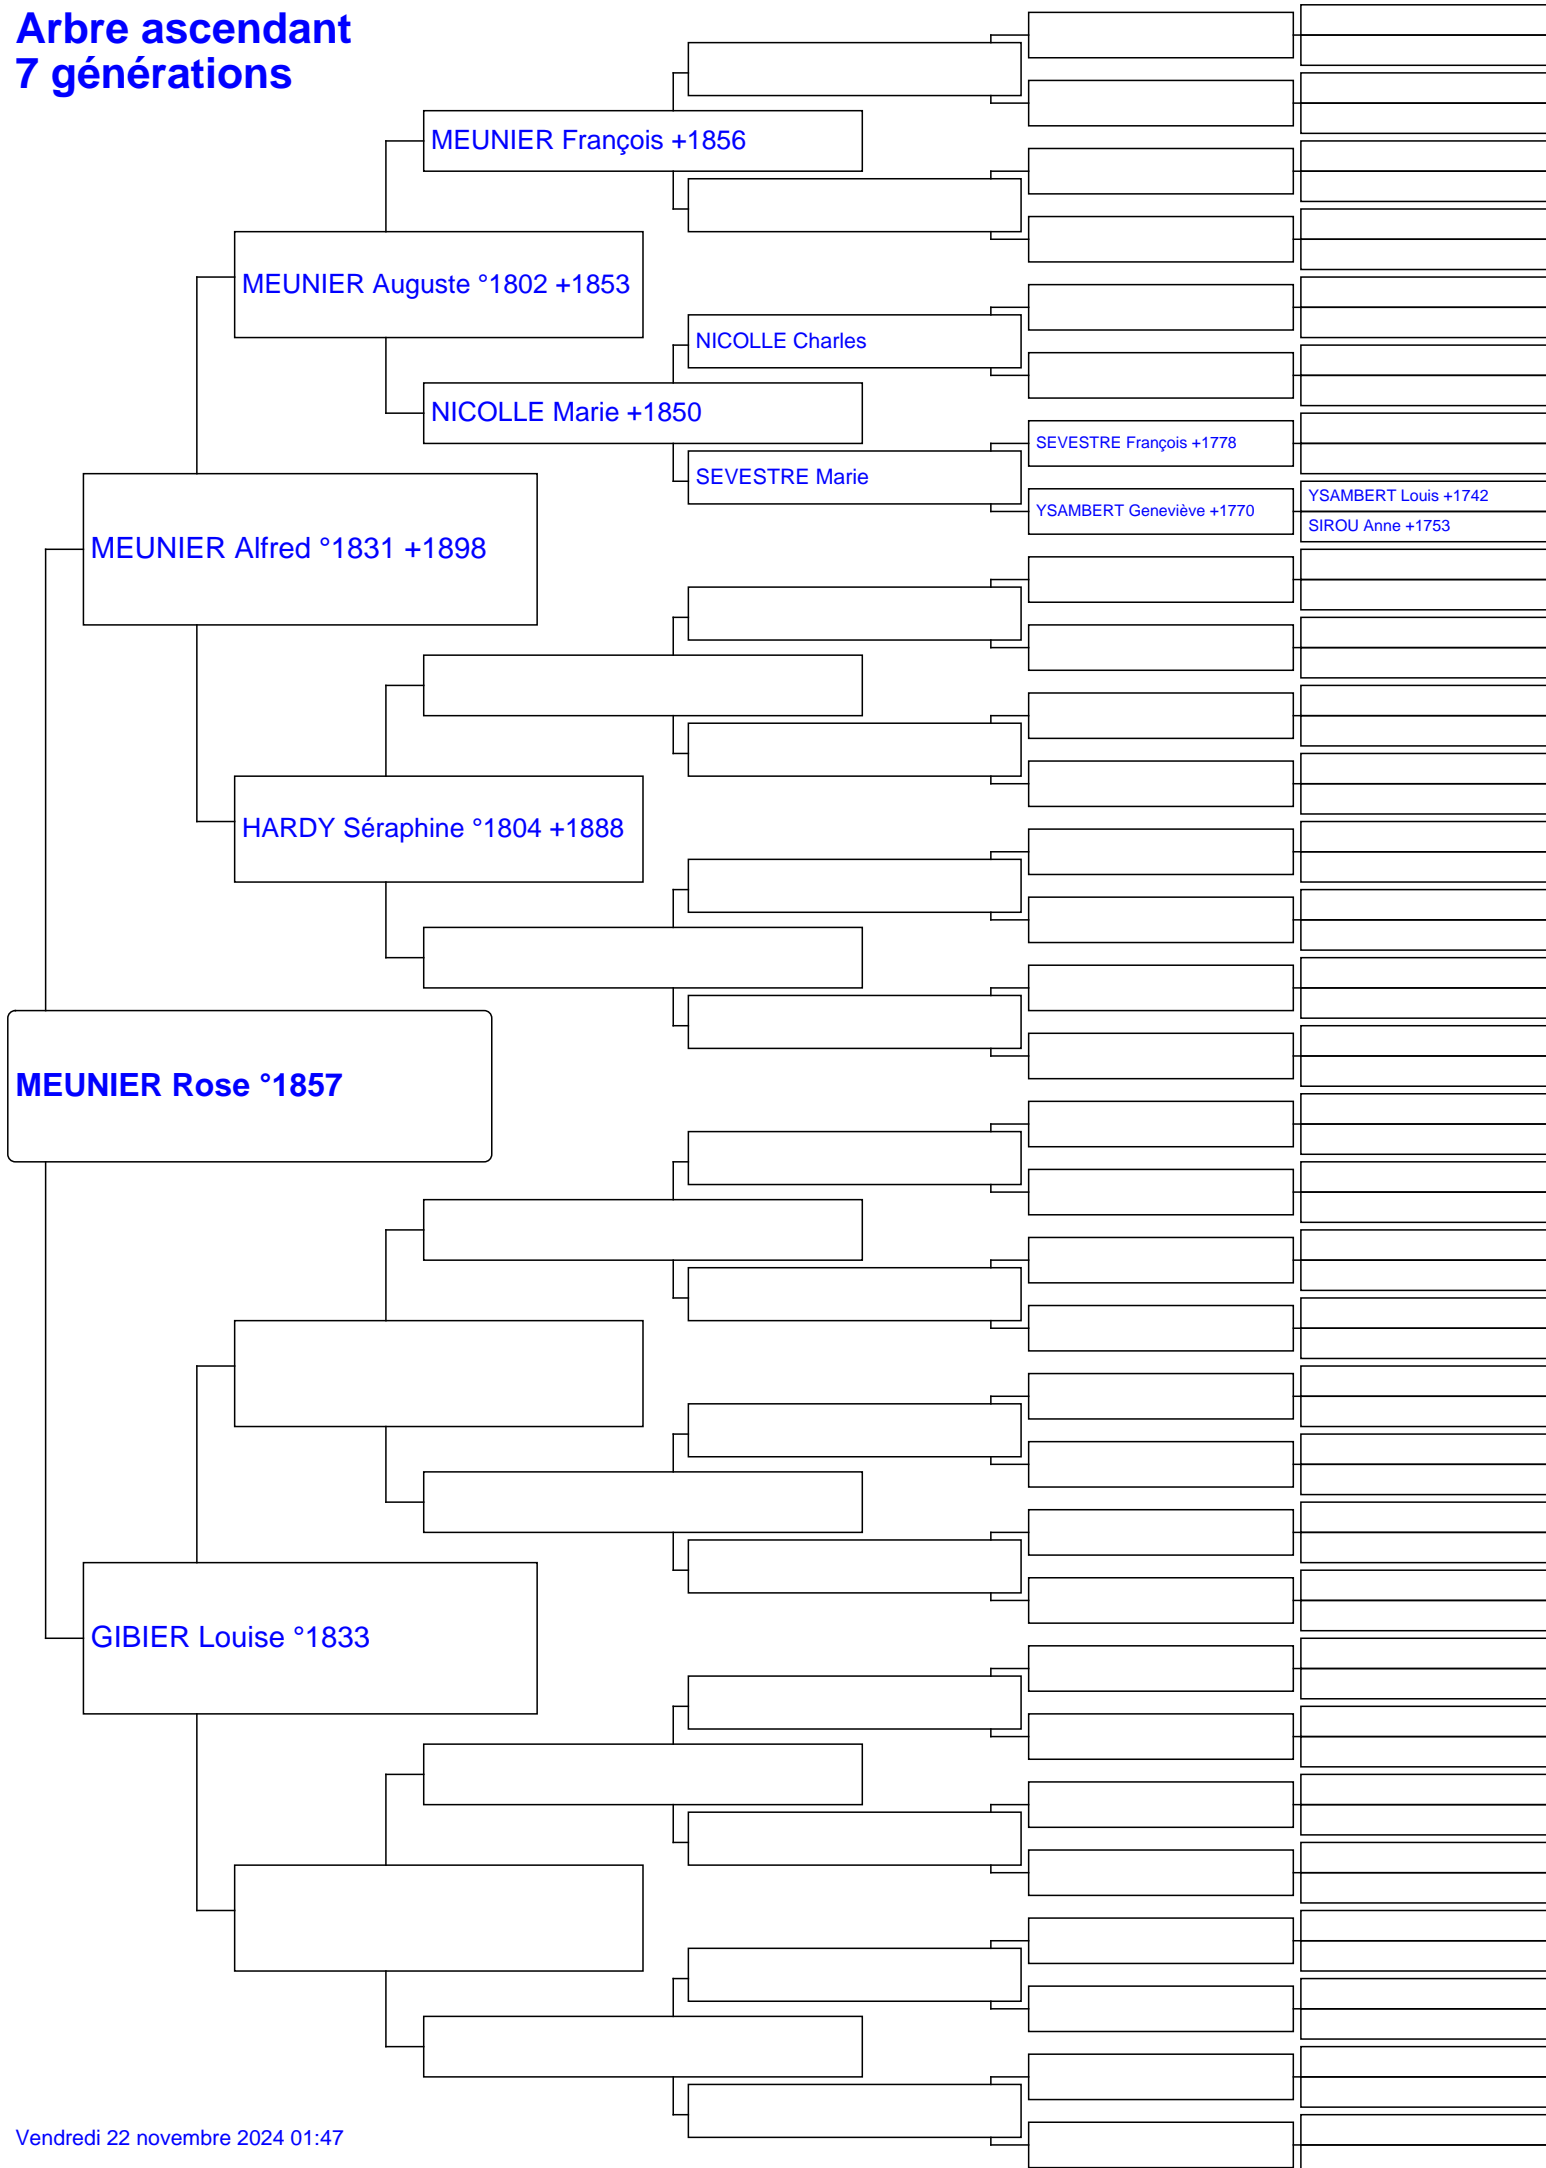 Arbre ascendant
7 générations
MEUNIER François +1856
MEUNIER Auguste °1802 +1853
NICOLLE Charles
NICOLLE Marie +1850
SEVESTRE François +1778
SEVESTRE Marie
YSAMBERT Louis +1742
YSAMBERT Geneviève +1770
SIROU Anne +1753
MEUNIER Alfred °1831 +1898
HARDY Séraphine °1804 +1888
MEUNIER Rose °1857
GIBIER Louise °1833
Vendredi 22 novembre 2024 01:47